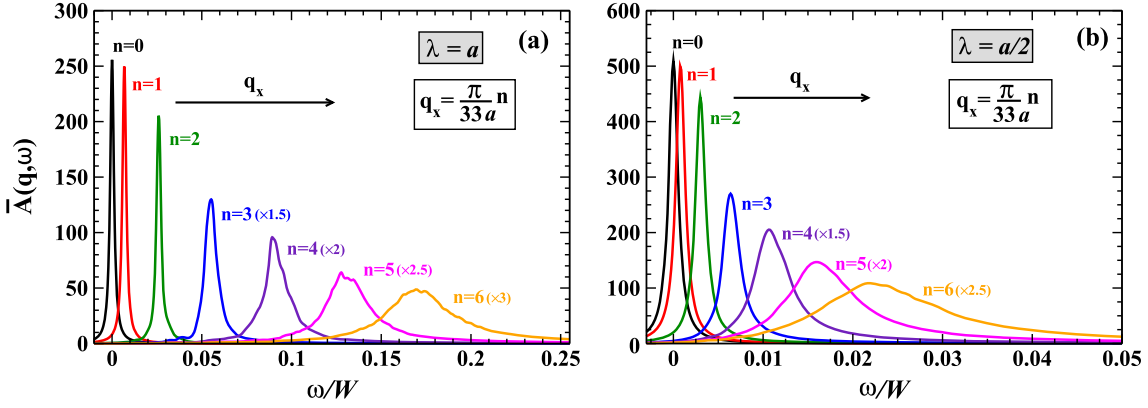 (a)
λ = a
q_x = π/33a n
n=0
n=1
n=2
n=3 (×1.5)
n=4 (×2)
n=5 (×2.5)
n=6 (×3)
q_x
Ā(q,ω)
300
250
200
150
100
50
0
0
0.05
0.1
0.15
0.2
0.25
ω/W
(b)
λ = a/2
q_x = π/33a n
n=0
n=1
n=2
n=3
n=4 (×1.5)
n=5 (×2)
n=6 (×2.5)
q_x
600
500
400
300
200
100
0
0
0.01
0.02
0.03
0.04
0.05
ω/W